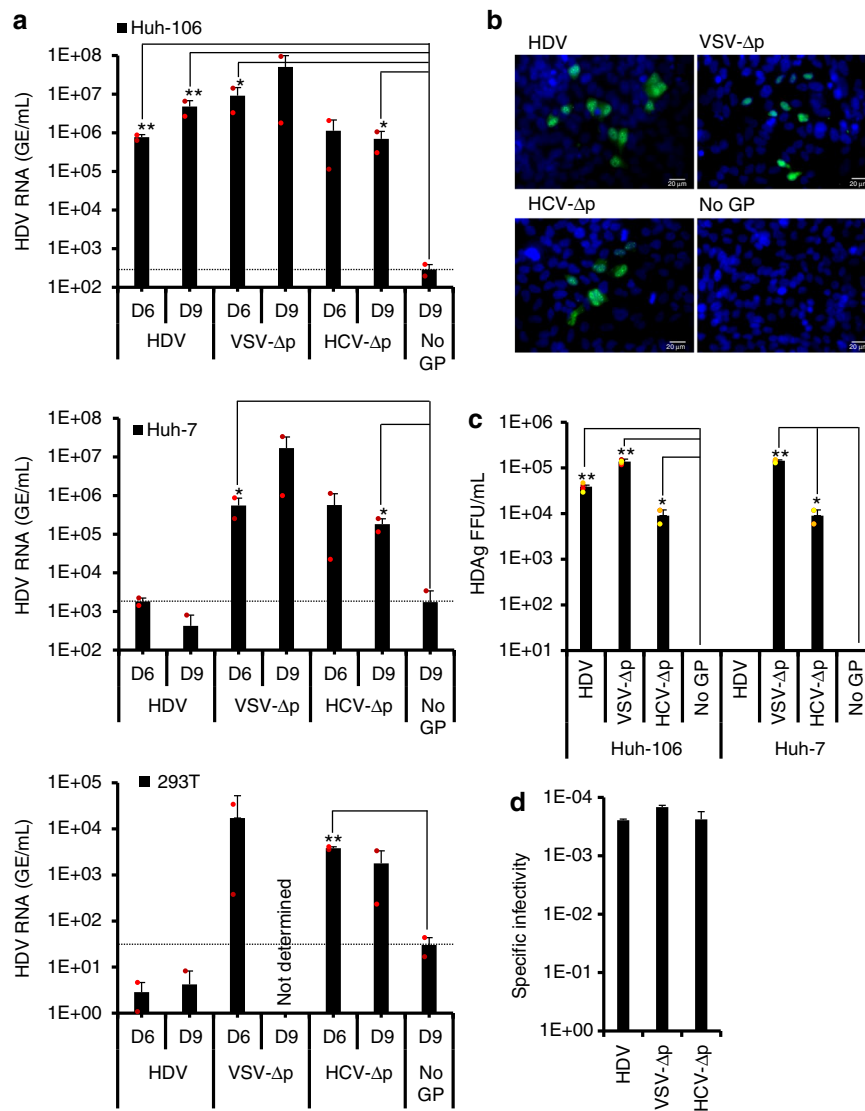 a
Huh-106
HDV RNA (GE/mL)
1E+08
1E+07
1E+06
1E+05
1E+04
1E+03
1E+02
** ** * *
D6 D9 D6 D9 D6 D9 D9
HDV VSV-Δp HCV-Δp No GP
Huh-7
HDV RNA (GE/mL)
1E+08
1E+07
1E+06
1E+05
1E+04
1E+03
1E+02
* *
D6 D9 D6 D9 D6 D9 D9
HDV VSV-Δp HCV-Δp No GP
293T
HDV RNA (GE/mL)
1E+05
1E+04
1E+03
1E+02
1E+01
1E+00
Not determined
**
D6 D9 D6 D9 D6 D9 D9
HDV VSV-Δp HCV-Δp No GP
b
HDV VSV-Δp
20 μm 20 μm
HCV-Δp No GP
20 μm 20 μm
c
HDAg FFU/mL
1E+06
1E+05
1E+04
1E+03
1E+02
1E+01
** ** * ** *
HDV VSV-Δp HCV-Δp No GP HDV VSV-Δp HCV-Δp No GP
Huh-106 Huh-7
d
Specific infectivity
1E-04
1E-03
1E-02
1E-01
1E+00
HDV VSV-Δp HCV-Δp